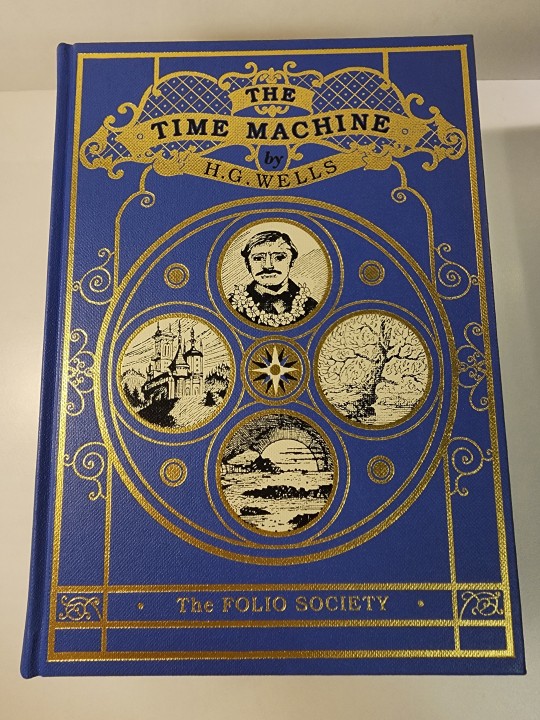 THE
TIME MACHINE
by
H.G. WELLS
The FOLIO SOCIETY